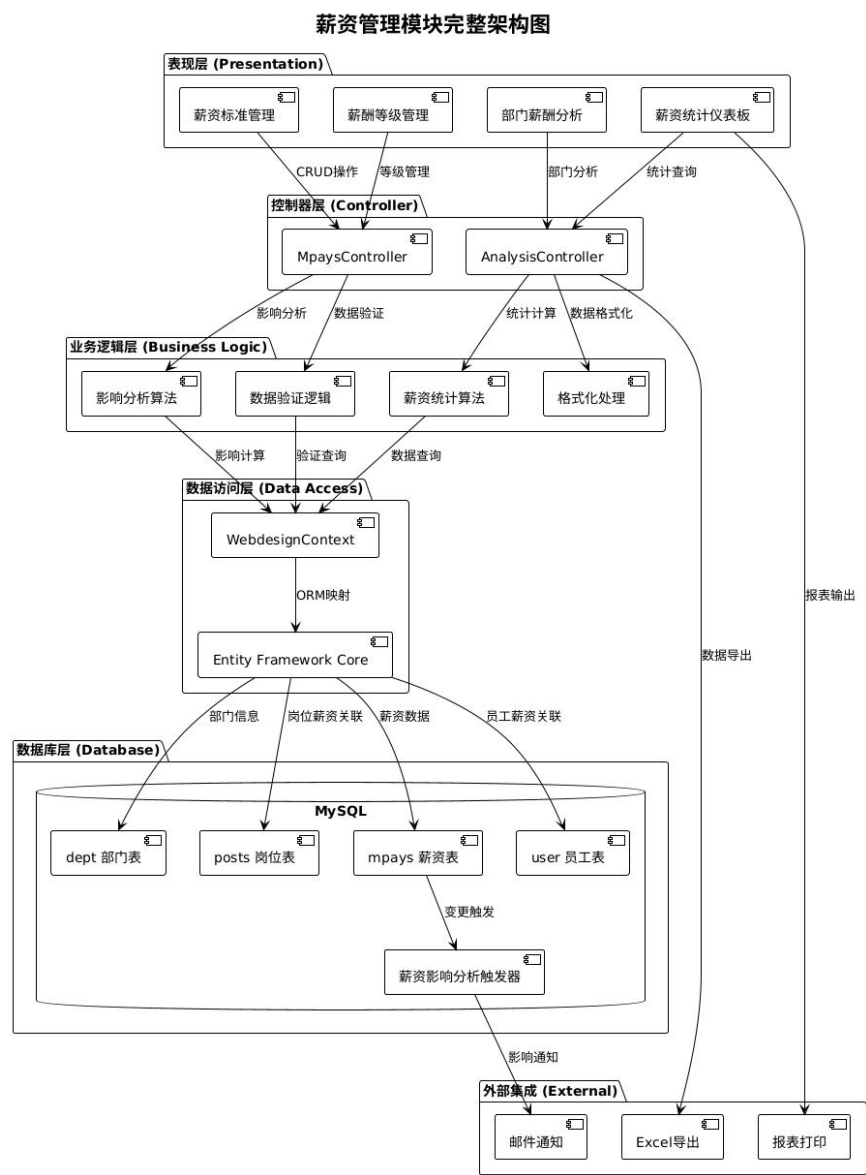 薪资管理模块完整架构图
表现层 (Presentation)
薪资标准管理
薪酬等级管理
部门薪酬分析
薪资统计仪表板
CRUD操作
等级管理
部门分析
统计查询
控制器层 (Controller)
MpaysController
AnalysisController
影响分析
数据验证
统计计算
数据格式化
业务逻辑层 (Business Logic)
影响分析算法
数据验证逻辑
薪资统计算法
格式化处理
影响计算
验证查询
数据查询
数据访问层 (Data Access)
WebdesignContext
ORM映射
报表输出
Entity Framework Core
数据导出
部门信息
岗位薪资关联
薪资数据
员工薪资关联
数据库层 (Database)
MySQL
dept 部门表
posts 岗位表
mpays 薪资表
user 员工表
变更触发
薪资影响分析触发器
影响通知
外部集成 (External)
邮件通知
Excel导出
报表打印